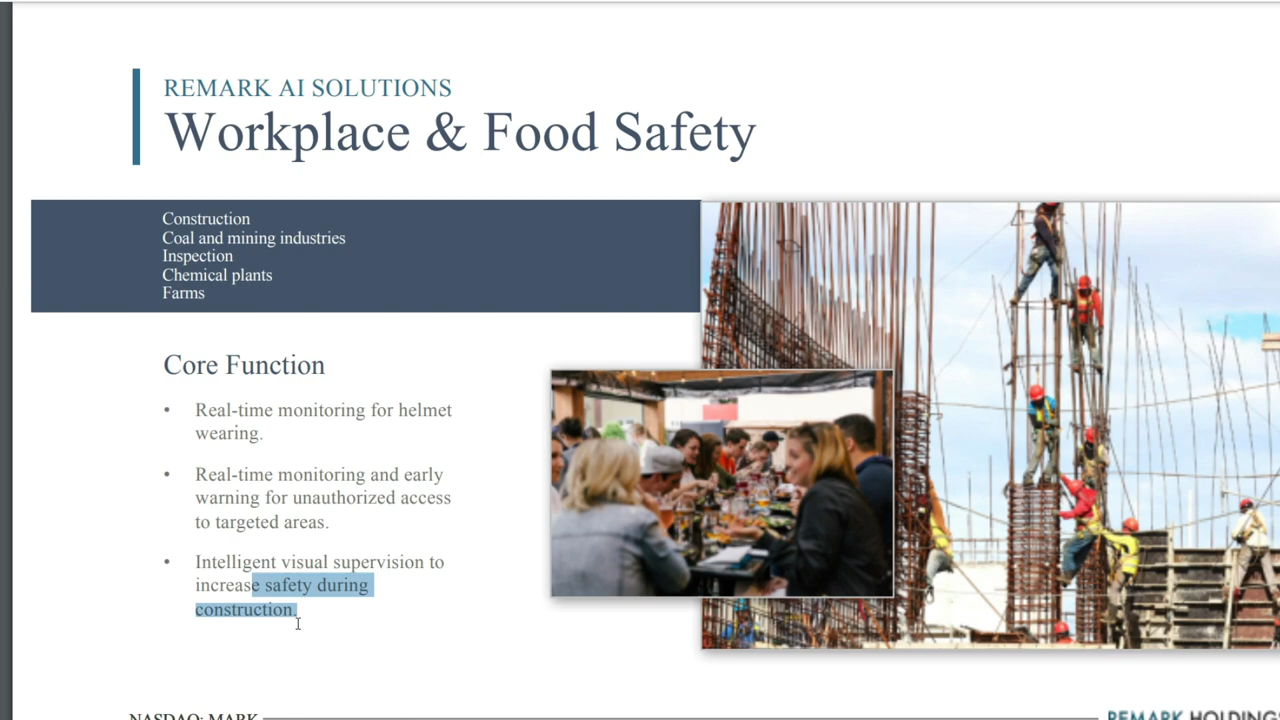 REMARK AI SOLUTIONS
Workplace & Food Safety
Construction
Coal and mining industries
Inspection
Chemical plants
Farms
Core Function
• Real-time monitoring for helmet
wearing.
• Real-time monitoring and early
warning for unauthorized access
to targeted areas.
• Intelligent visual supervision to
increase safety during
construction.
NASDAQ: MARK
REMARK HOLDINGS